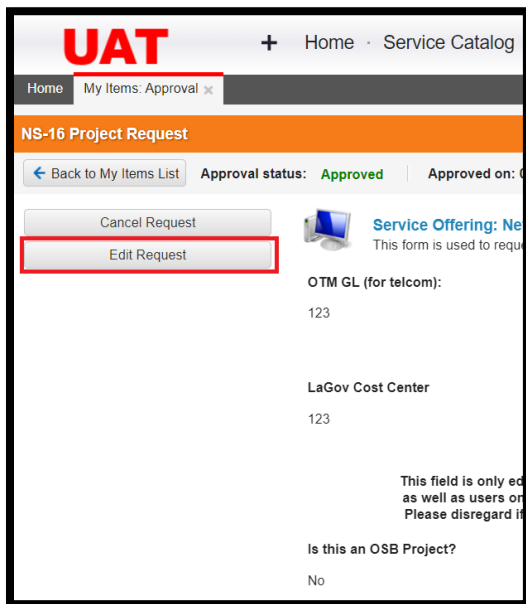 UAT
+ Home · Service Catalog
Home My Items: Approval ×
NS-16 Project Request
Back to My Items List Approval status: Approved Approved on:
Cancel Request
Edit Request
Service Offering:
This form is used to
OTM GL (for telcom):
123
LaGov Cost Center
123
This field is only
as well as users on
Please disregard if
Is this an OSB Project?
No